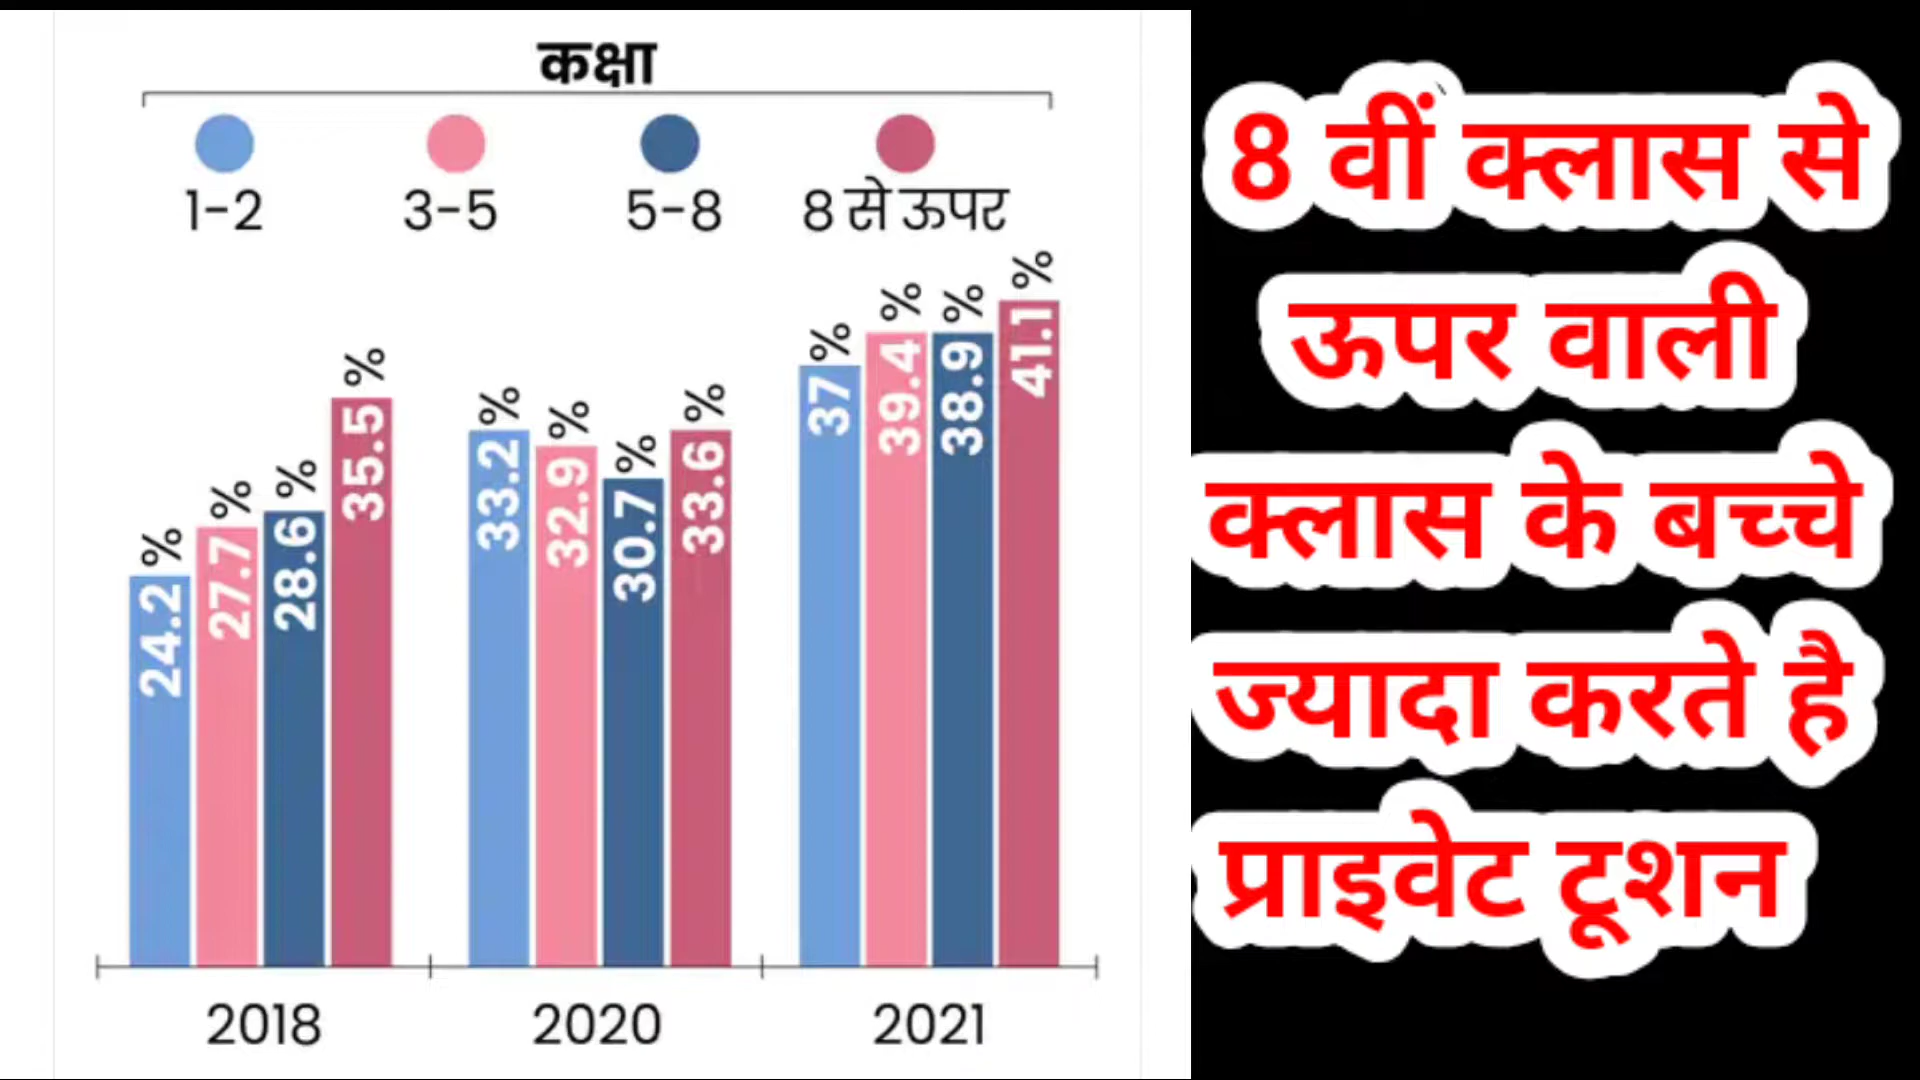 कक्षा
1-2 3-5 5-8 8 से ऊपर
24.2 % 27.7 % 28.6 % 35.5 %
33.2 % 32.9 % 30.7 % 33.6 %
37 % 39.4 % 38.9 % 41.1 %
2018 2020 2021
8 वीं क्लास से
ऊपर वाली
क्लास के बच्चे
ज्यादा करते है
प्राइवेट टूशन